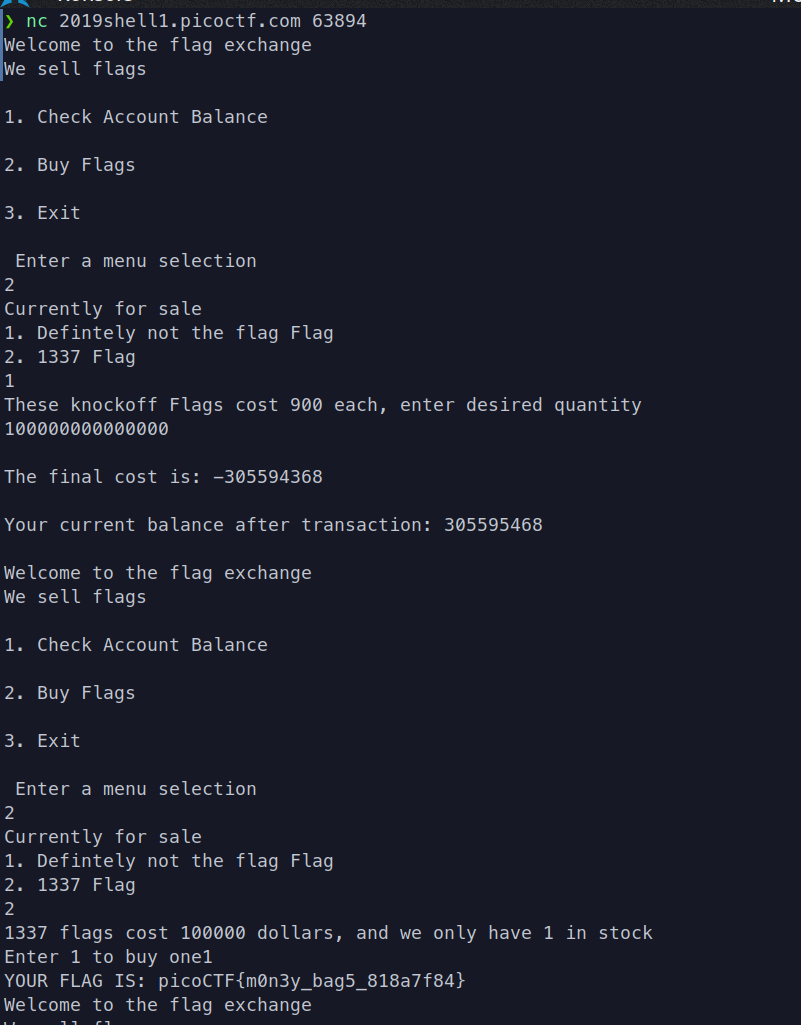 ❯ nc 2019shell1.picoctf.com 63894
Welcome to the flag exchange
We sell flags
1. Check Account Balance
2. Buy Flags
3. Exit
Enter a menu selection
2
Currently for sale
1. Defintely not the flag Flag
2. 1337 Flag
1
These knockoff Flags cost 900 each, enter desired quantity
100000000000000
The final cost is: -305594368
Your current balance after transaction: 305595468
Welcome to the flag exchange
We sell flags
1. Check Account Balance
2. Buy Flags
3. Exit
Enter a menu selection
2
Currently for sale
1. Defintely not the flag Flag
2. 1337 Flag
2
1337 flags cost 100000 dollars, and we only have 1 in stock
Enter 1 to buy one1
YOUR FLAG IS: picoCTF{m0n3y_bag5_818a7f84}
Welcome to the flag exchange